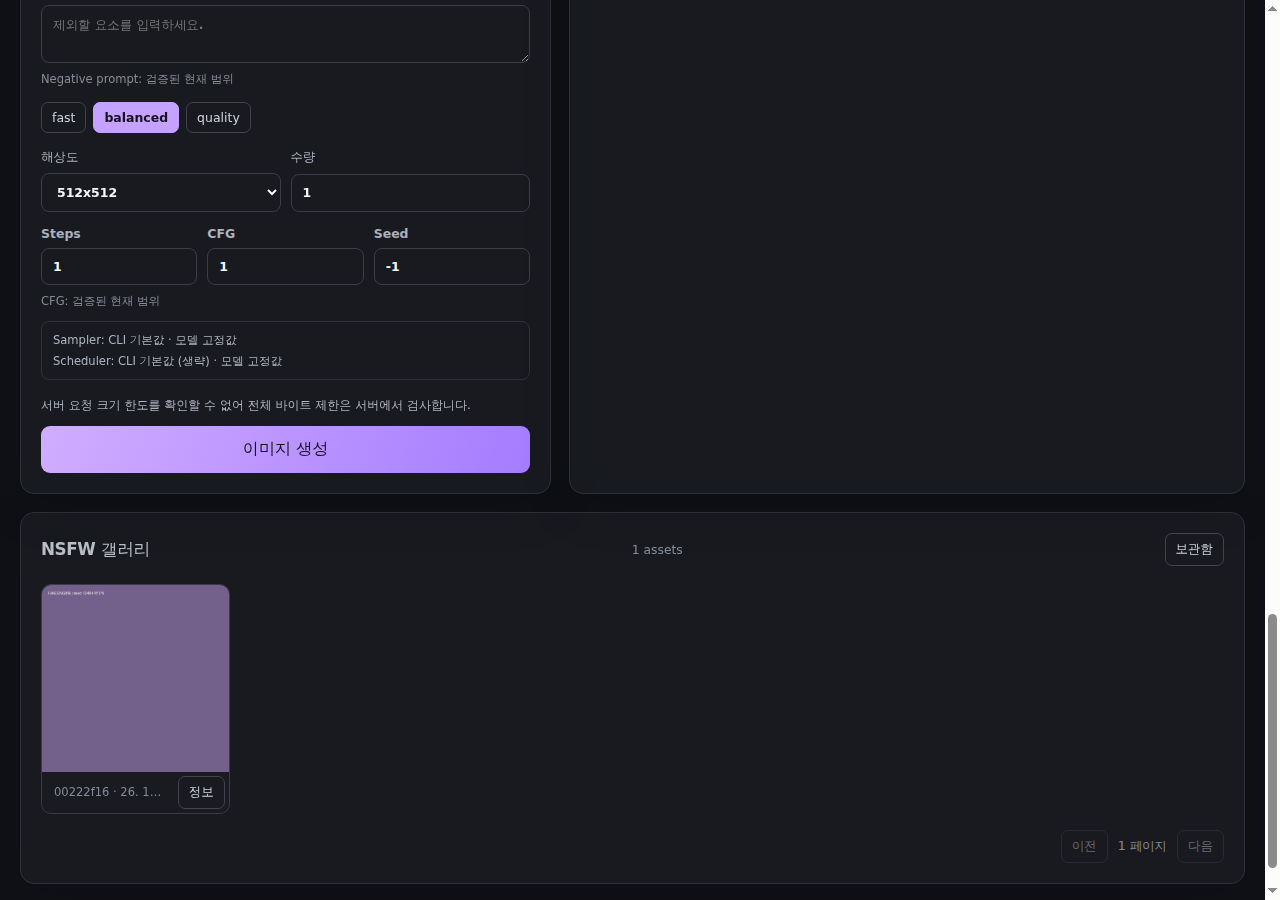 제외할 요소를 입력하세요.
Negative prompt: 검증된 현재 범위
fast balanced quality
해상도 수량
512x512 1
Steps CFG Seed
1 1 -1
CFG: 검증된 현재 범위
Sampler: CLI 기본값 · 모델 고정값
Scheduler: CLI 기본값 (생략) · 모델 고정값
서버 요청 크기 한도를 확인할 수 없어 전체 바이트 제한은 서버에서 검사합니다.
이미지 생성
NSFW 갤러리 1 assets 보관함
00222f16 · 26. 1... 정보
이전 1 페이지 다음